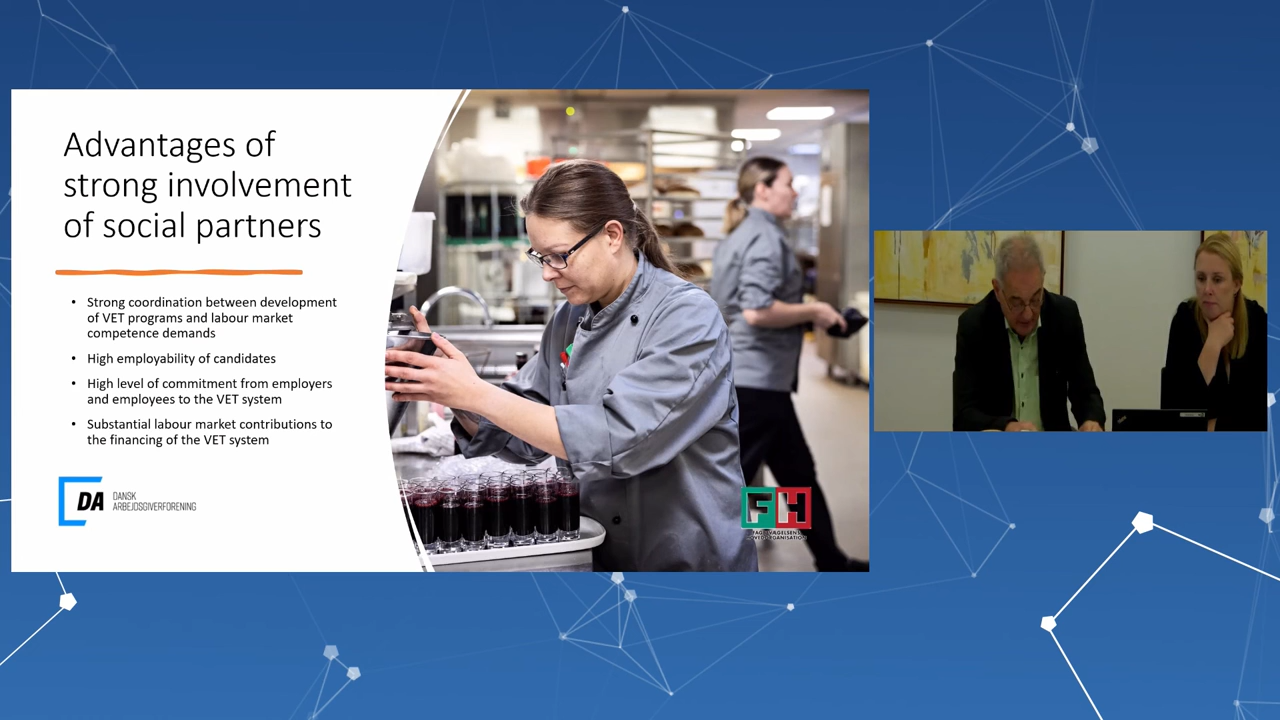 Advantages of
strong involvement
of social partners
• Strong coordination between development
of VET programs and labour market
competence demands
• High employability of candidates
• High level of commitment from employers
and employees to the VET system
• Substantial labour market contributions to
the financing of the VET system
DA
DANSK
ARBEJDSGIVERFORENING
FH
FAGBEVÆGELSENS
HOVEDORGANISATION